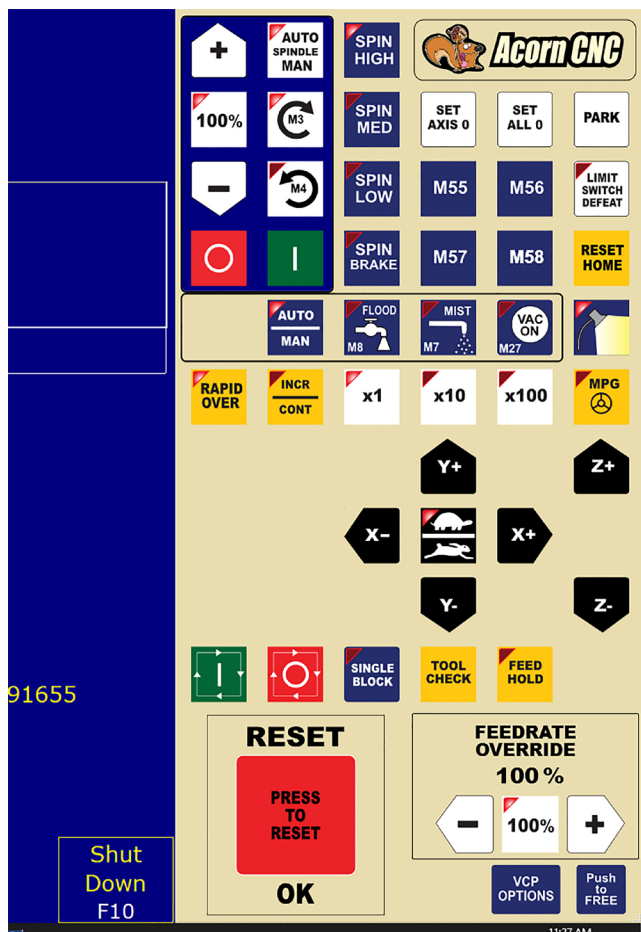 +
AUTO
SPINDLE
MAN
SPIN
HIGH
Acorn CNC
100%
M3
SPIN
MED
SET
AXIS 0
SET
ALL 0
PARK
-
M4
SPIN
LOW
M55
M56
LIMIT
SWITCH
DEFEAT
O
I
SPIN
BRAKE
M57
M58
RESET
HOME
AUTO
MAN
FLOOD
M8
MIST
M7
VAC
ON
M27
RAPID
OVER
INCR
CONT
x1
x10
x100
MPG
Y+
Z+
X-
X+
Y-
Z-
I
O
SINGLE
BLOCK
TOOL
CHECK
FEED
HOLD
91655
RESET
PRESS
TO
RESET
OK
FEEDRATE
OVERRIDE
100%
-
100%
+
Shut
Down
F10
VCP
OPTIONS
Push
to
FREE
11:27 AM